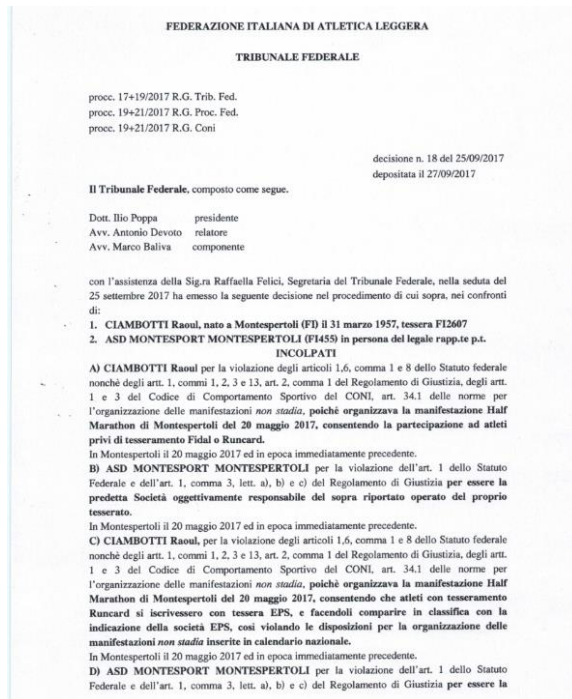 FEDERAZIONE ITALIANA DI ATLETICA LEGGERA
TRIBUNALE FEDERALE
procc. 17+19/2017 R.G. Trib. Fed.
procc. 19+21/2017 R.G. Proc. Fed.
procc. 19+21/2017 R.G. Coni
decisione n. 18 del 25/09/2017
depositata il 27/09/2017
Il Tribunale Federale, composto come segue.
Dott. Ilio Poppa presidente
Avv. Antonio Devoto relatore
Avv. Marco Baliva componente
con l'assistenza della Sig.ra Raffaella Felici, Segretaria del Tribunale Federale, nella seduta del
25 settembre 2017 ha emesso la seguente decisione nel procedimento di cui sopra, nei confronti
di:
1. CIAMBOTTI Raoul, nato a Montespertoli (FI) il 31 marzo 1957, tessera FI2607
2. ASD MONTESPORT MONTESPERTOLI (FI455) in persona del legale rapp.te p.t.
INCOLPATI
A) CIAMBOTTI Raoul per la violazione degli articoli 1,6, comma 1 e 8 dello Statuto federale
nonchè degli artt. 1, commi 1, 2, 3 e 13, art. 2, comma 1 del Regolamento di Giustizia, degli artt.
1 e 3 del Codice di Comportamento Sportivo del CONI, art. 34.1 delle norme per
l'organizzazione delle manifestazioni non stadia, poichè organizzava la manifestazione Half
Marathon di Montespertoli del 20 maggio 2017, consentendo la partecipazione ad atleti
privi di tesseramento Fidal o Runcard.
In Montespertoli il 20 maggio 2017 ed in epoca immediatamente precedente.
B) ASD MONTESPORT MONTESPERTOLI per la violazione dell'art. 1 dello Statuto
Federale e dell'art. 1, comma 3, lett. a), b) e c) del Regolamento di Giustizia per essere la
predetta Società oggettivamente responsabile del sopra riportato operato del proprio
tesserato.
In Montespertoli il 20 maggio 2017 ed in epoca immediatamente precedente.
C) CIAMBOTTI Raoul, per la violazione degli articoli 1,6, comma 1 e 8 dello Statuto federale
nonchè degli artt. 1, commi 1, 2, 3 e 13, art. 2, comma 1 del Regolamento di Giustizia, degli artt.
1 e 3 del Codice di Comportamento Sportivo del CONI, art. 34.1 delle norme per
l'organizzazione delle manifestazioni non stadia, poichè organizzava la manifestazione Half
Marathon di Montespertoli del 20 maggio 2017, consentendo che atleti con tesseramento
Runcard si iscrivessero con tessera EPS, e facendoli comparire in classifica con la
indicazione della società EPS, così violando le disposizioni per la organizzazione delle
manifestazioni non stadia inserite in calendario nazionale.
In Montespertoli il 20 maggio 2017 ed in epoca immediatamente precedente.
D) ASD MONTESPORT MONTESPERTOLI per la violazione dell'art. 1 dello Statuto
Federale e dell'art. 1, comma 3, lett. a), b) e c) del Regolamento di Giustizia per essere la